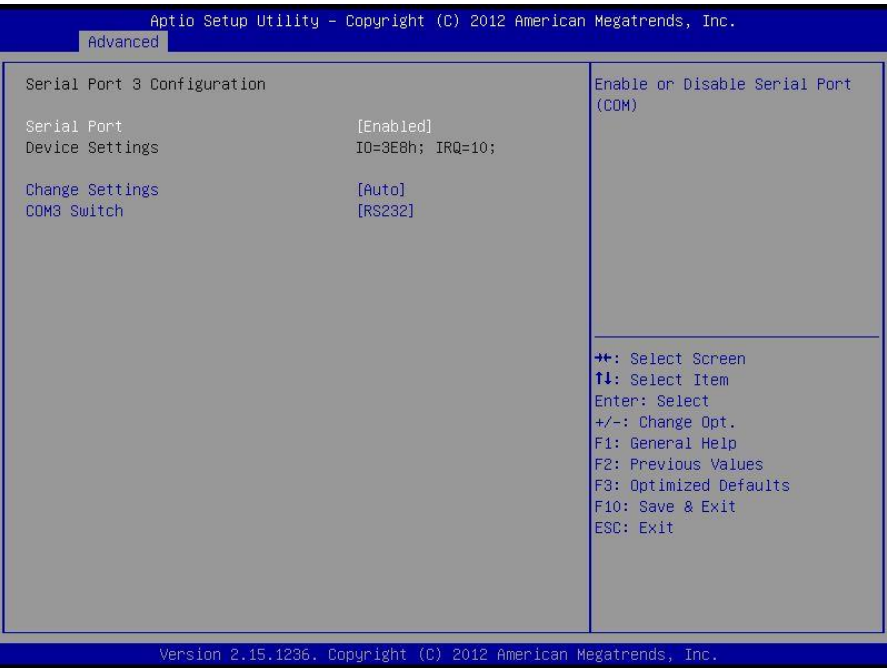 Aptio Setup Utility – Copyright (C) 2012 American Megatrends, Inc.
Advanced
Serial Port 3 Configuration
Serial Port [Enabled]
Device Settings IO=3E8h; IRQ=10;
Change Settings [Auto]
COM3 Switch [RS232]
Enable or Disable Serial Port
(COM)
→←: Select Screen
↑↓: Select Item
Enter: Select
+/-: Change Opt.
F1: General Help
F2: Previous Values
F3: Optimized Defaults
F10: Save & Exit
ESC: Exit
Version 2.15.1236. Copyright (C) 2012 American Megatrends, Inc.